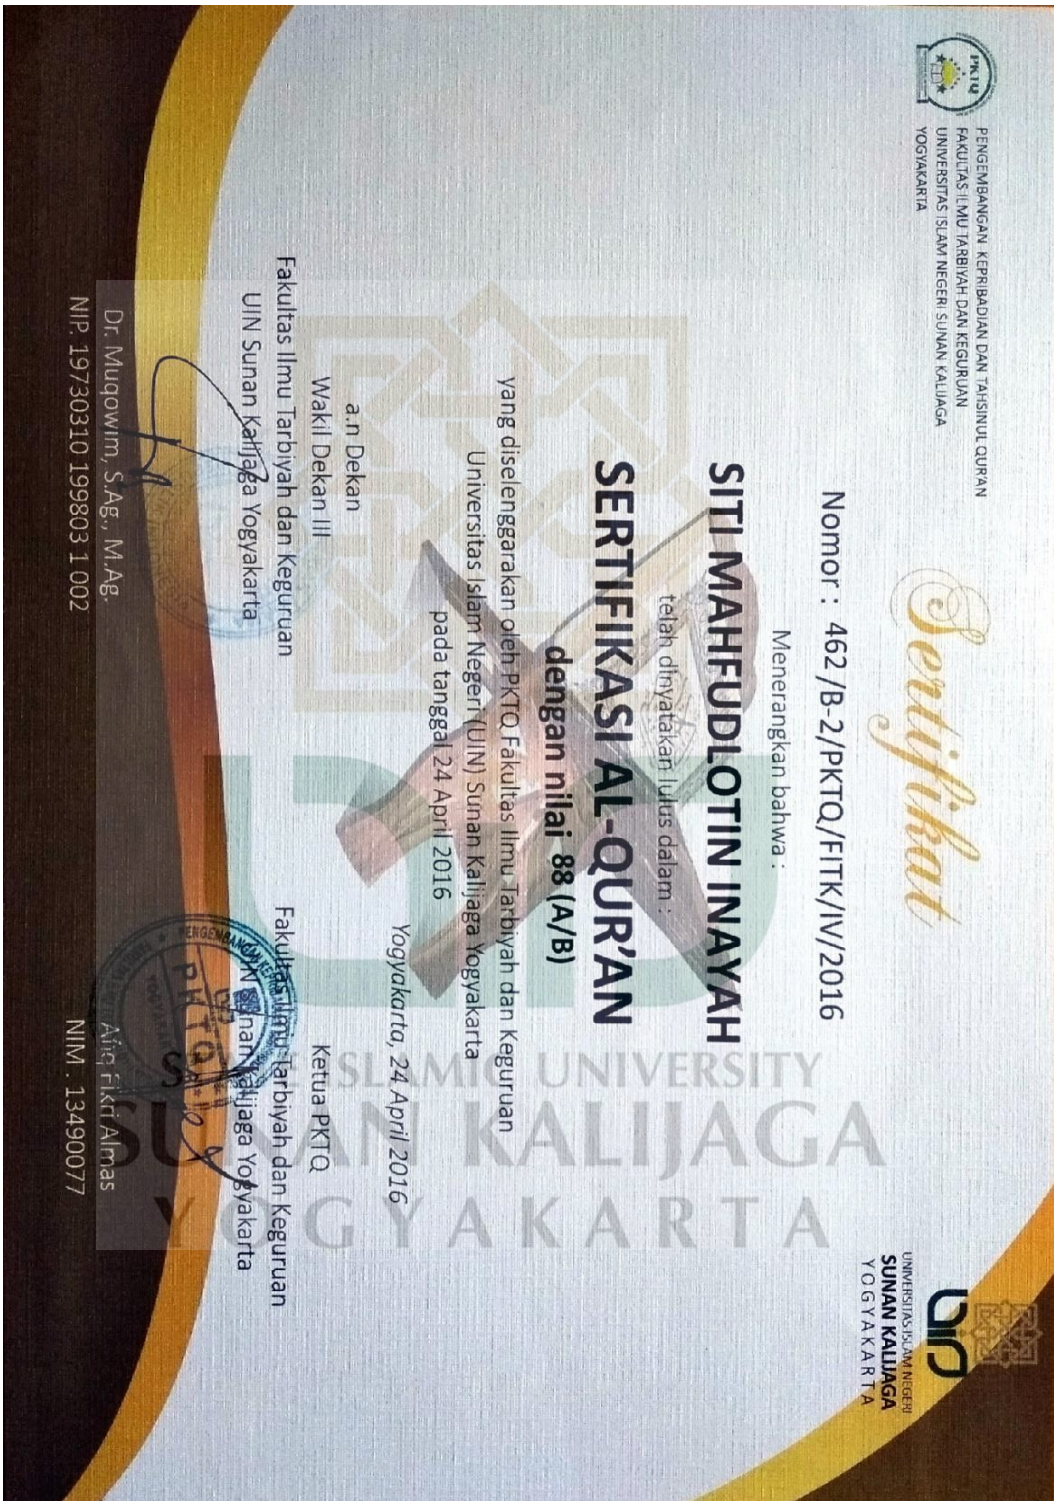 PKTQ
PENGEMBANGAN KEPRIBADIAN DAN TAHSINUL QUR'AN
FAKULTAS ILMU TARBIYAH DAN KEGURUAN
UNIVERSITAS ISLAM NEGERI SUNAN KALIJAGA
YOGYAKARTA
UIN
UNIVERSITAS ISLAM NEGERI
SUNAN KALIJAGA
YOGYAKARTA
Sertifikat
Nomor : 462 /B-2/PKTQ/FITK/IV/2016
Menerangkan bahwa :
SITI MAHFUDLOTIN INAYAH
telah dinyatakan lulus dalam :
SERTIFIKASI AL-QUR'AN
dengan nilai 88 (A/B)
yang diselenggarakan oleh PKTQ Fakultas Ilmu Tarbiyah dan Keguruan
Universitas Islam Negeri (UIN) Sunan Kalijaga Yogyakarta
pada tanggal 24 April 2016
Yogyakarta, 24 April 2016
a.n Dekan
Wakil Dekan III
Fakultas Ilmu Tarbiyah dan Keguruan
UIN Sunan Kalijaga Yogyakarta
Dr. Muqowim, S.Ag., M.Ag.
NIP. 19730310 199803 1 002
Ketua PKTQ
Fakultas Ilmu Tarbiyah dan Keguruan
UIN Sunan Kalijaga Yogyakarta
PKTQ
Afiq Fikri Almas
NIM. 13490077
UIN
STATE ISLAMIC UNIVERSITY
SUNAN KALIJAGA
YOGYAKARTA